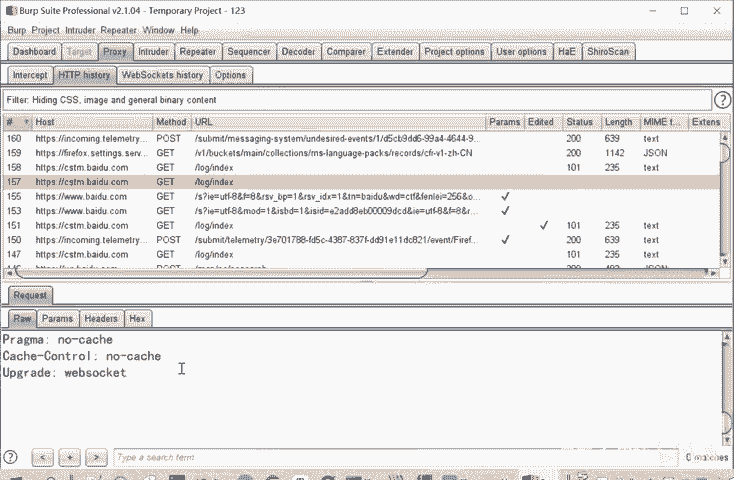 Burp Suite Professional v2.1.04 - Temporary Project - 123
Burp Project Intruder Repeater Window Help
Dashboard Target Proxy Intruder Repeater Sequencer Decoder Comparer Extender Project options User options HaE ShiroScan
Intercept HTTP history WebSockets history Options
Filter: Hiding CSS, image and general binary content
# Host Method URL Params Edited Status Length MIME t... Extens
160 https://incoming.telemetry... POST /submit/messaging-system/undesired-events/1/d5cb9dd6-99a4-4644-9... 200 639 text
159 https://firefox.settings.serv... GET /v1/buckets/main/collections/ms-language-packs/records/cfr-v1-zh-CN 200 1142 JSON
158 https://cstm.baidu.com GET /log/index 101 235 text
157 https://cstm.baidu.com GET /log/index
155 https://www.baidu.com GET /s?ie=utf-8&f=8&rsv_bp=1&rsv_idx=1&tn=baidu&wd=ctf&fenlei=256&o... ✓
153 https://www.baidu.com GET /s?ie=utf-8&mod=1&isbd=1&isid=e2add8eb00009dcd&ie=utf-8&f=8&r... ✓
151 https://cstm.baidu.com GET /log/index ✓ 101 235 text
150 https://incoming.telemetry... POST /submit/telemetry/3e701788-fd5c-4387-837f-dd91e11dc821/event/Firef... ✓ 200 639 text
147 https://cstm.baidu.com GET /log/index 101 235 text
Request
Raw Params Headers Hex
Pragma: no-cache
Cache-Control: no-cache
Upgrade: websocket
? < + > Type a search term 0 matches